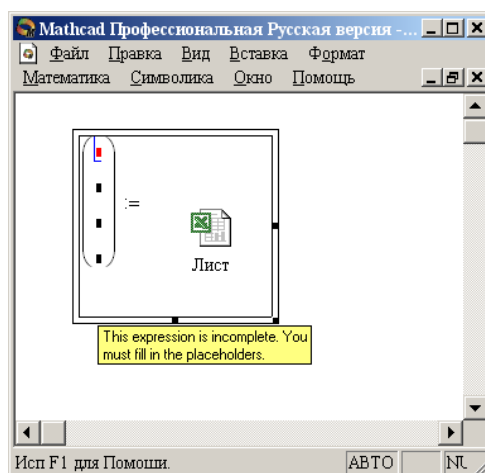 Mathcad Профессиональная Русская версия -...
Файл Правка Вид Вставка Формат
Математика Символика Окно Помощь
:=
Лист
This expression is incomplete. You
must fill in the placeholders.
Исп F1 для Помоши. АВТО